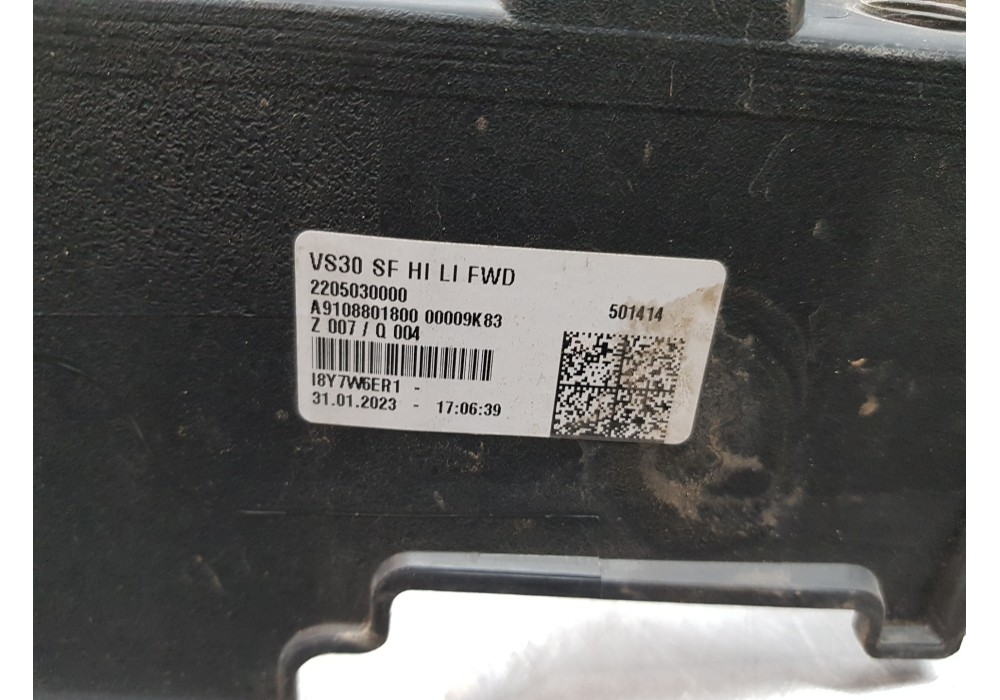 VS30 SF HI LI FWD
2205030000
501414
A9108801800 00009K83
Z 007 / Q 004
I8Y7W6ER1 -
31.01.2023 - 17:06:39